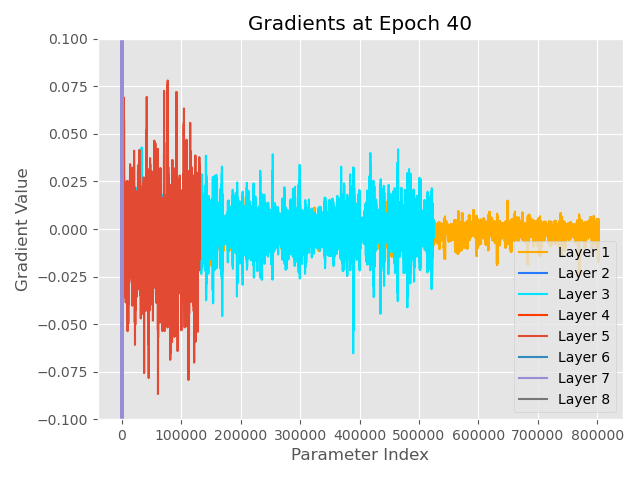 Gradients at Epoch 40
Gradient Value
0.100
0.075
0.050
0.025
0.000
−0.025
−0.050
−0.075
−0.100
Layer 1
Layer 2
Layer 3
Layer 4
Layer 5
Layer 6
Layer 7
Layer 8
0 100000 200000 300000 400000 500000 600000 700000 800000
Parameter Index